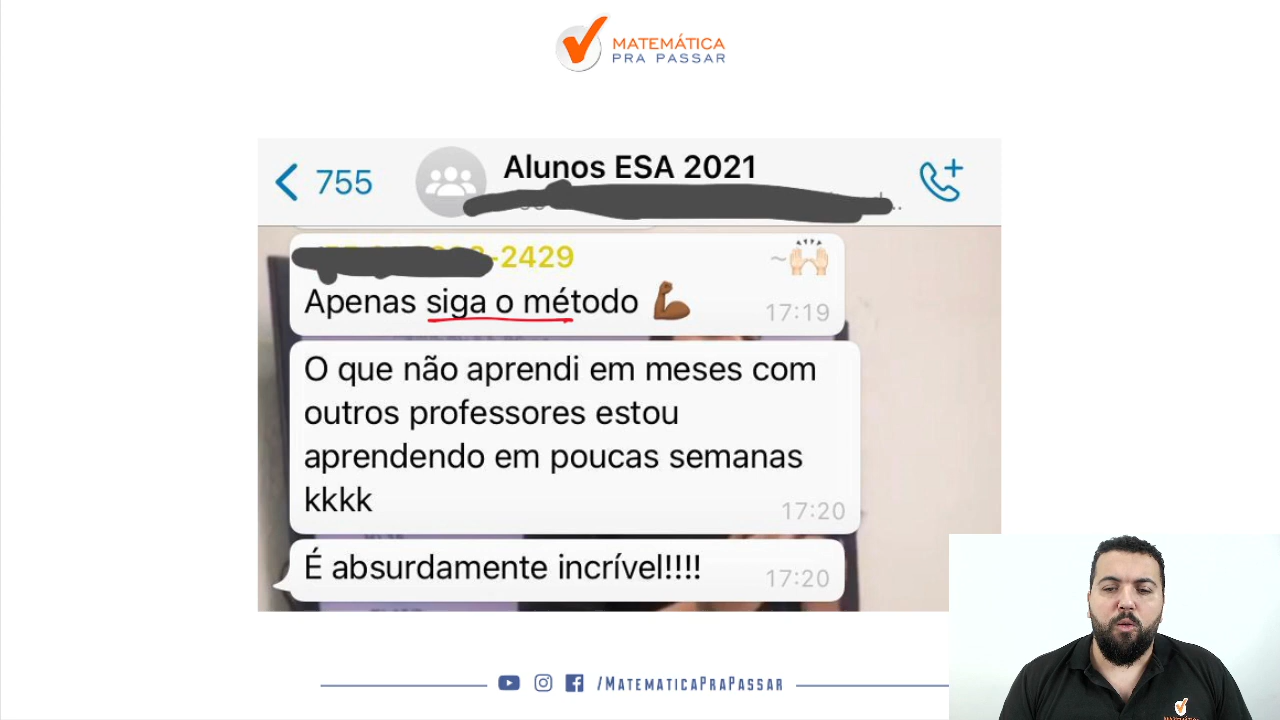 MATEMÁTICA
PRA PASSAR
755
Alunos ESA 2021
-2429
~🙌🏻
Apenas siga o método 💪🏾
17:19
O que não aprendi em meses com
outros professores estou
aprendendo em poucas semanas
kkkk
17:20
É absurdamente incrível!!!!
17:20
/MATEMATICAPRAPASSAR